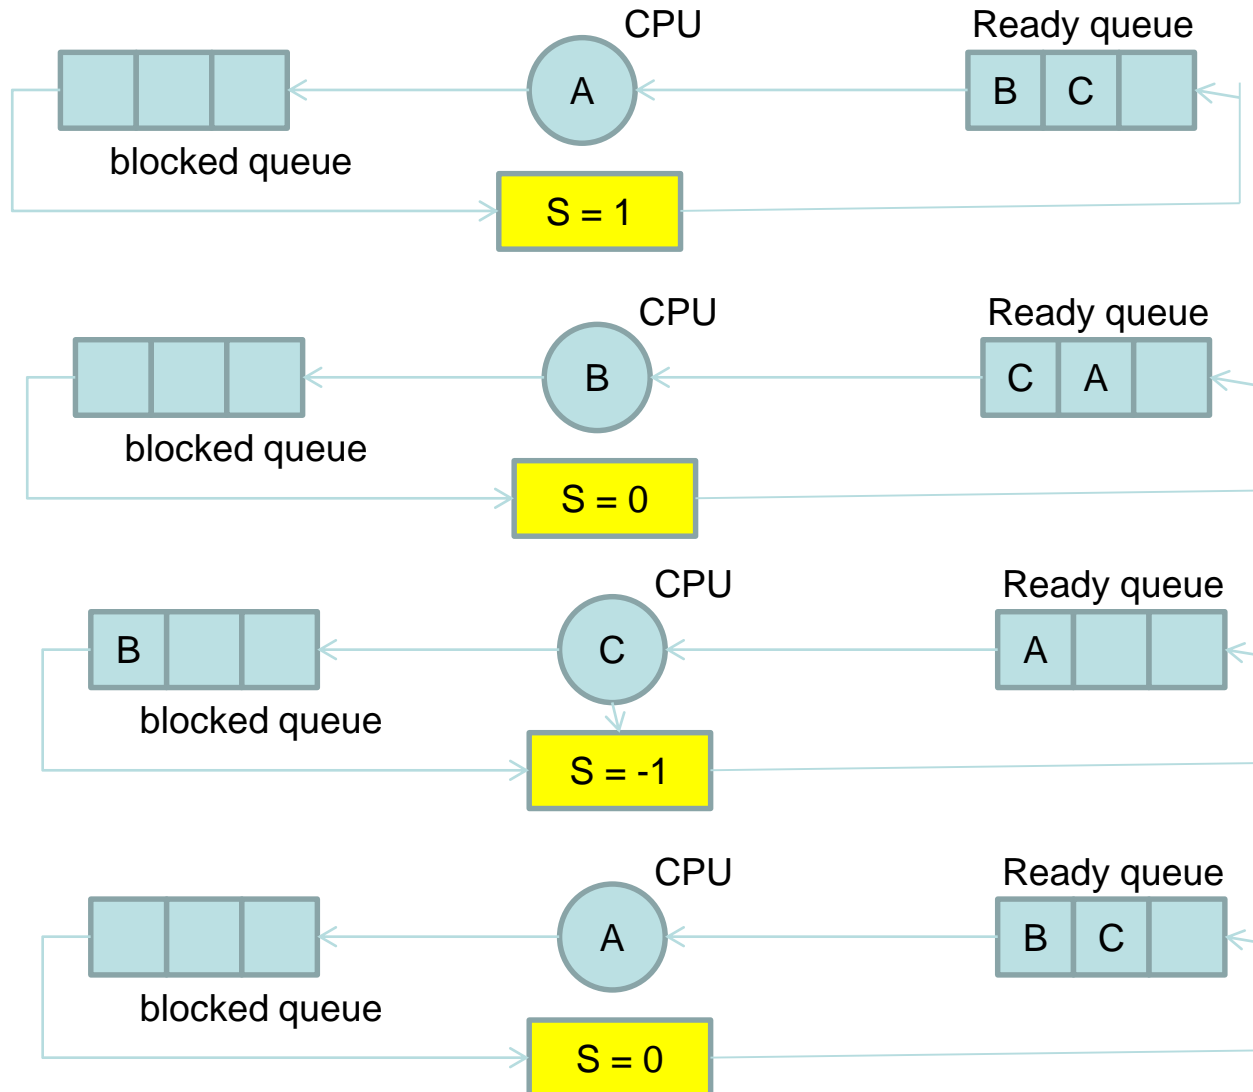 CPU
Ready queue
A
B C
blocked queue
S = 1
CPU
Ready queue
B
C A
blocked queue
S = 0
CPU
Ready queue
B
C
A
blocked queue
S = -1
CPU
Ready queue
A
B C
blocked queue
S = 0